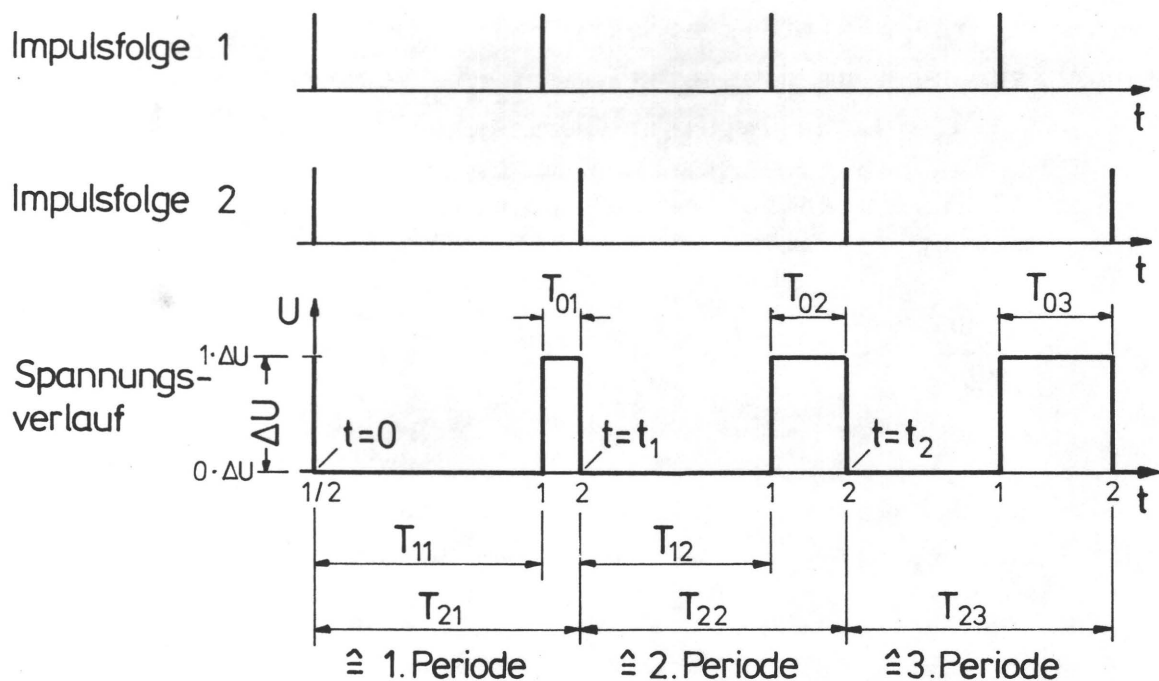 Impulsfolge 1
t
Impulsfolge 2
t
T01 T02 T03
U
1·ΔU
Spannungs-
verlauf
ΔU
t=0 t=t1 t=t2
0·ΔU
1/2 1 2 1 2 1 2
t
T11 T12
T21 T22 T23
≙ 1.Periode ≙ 2.Periode ≙3.Periode